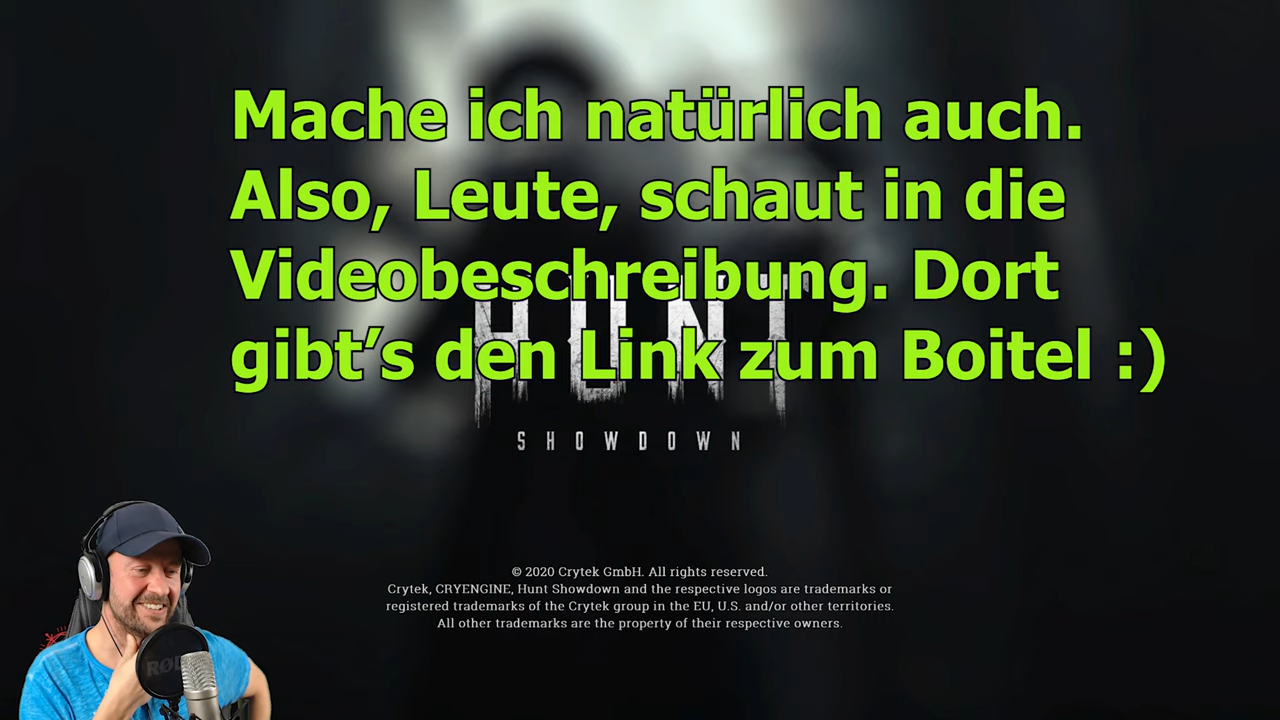 Mache ich natürlich auch.
Also, Leute, schaut in die
Videobeschreibung. Dort
gibt’s den Link zum Boitel :)
HUNT
SHOWDOWN
© 2020 Crytek GmbH. All rights reserved.
Crytek, CRYENGINE, Hunt Showdown and the respective logos are trademarks or
registered trademarks of the Crytek group in the EU, U.S. and/or other territories.
All other trademarks are the property of their respective owners.
RØDE